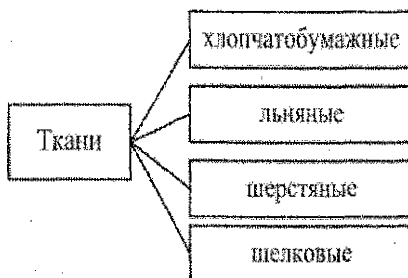 хлопчатобумажные
льняные
Ткани
шерстяные
шелковые